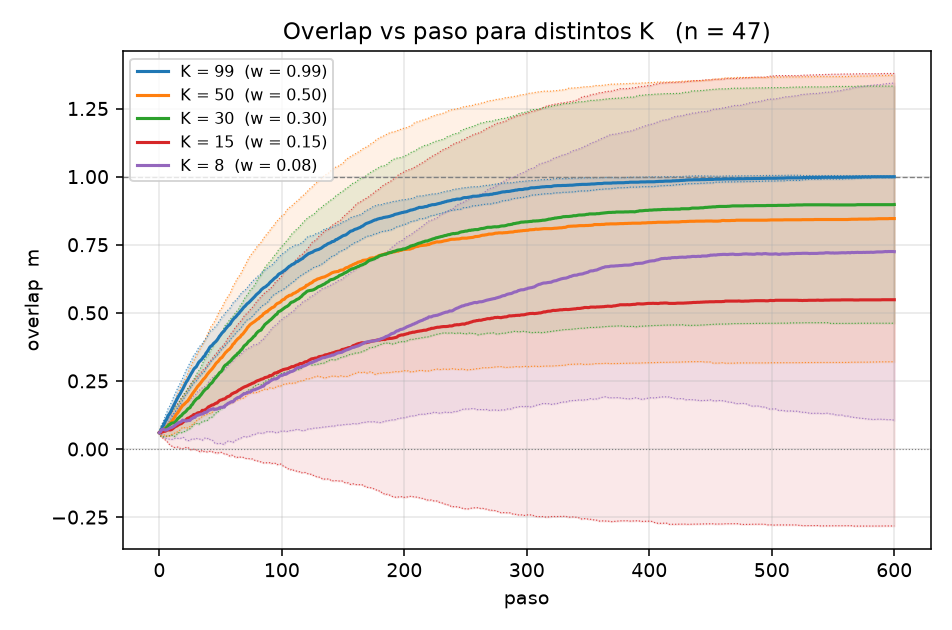 Overlap vs paso para distintos K (n = 47)
K = 99 (w = 0.99)
K = 50 (w = 0.50)
K = 30 (w = 0.30)
K = 15 (w = 0.15)
K = 8 (w = 0.08)
overlap m
1.25
1.00
0.75
0.50
0.25
0.00
−0.25
0 100 200 300 400 500 600
paso